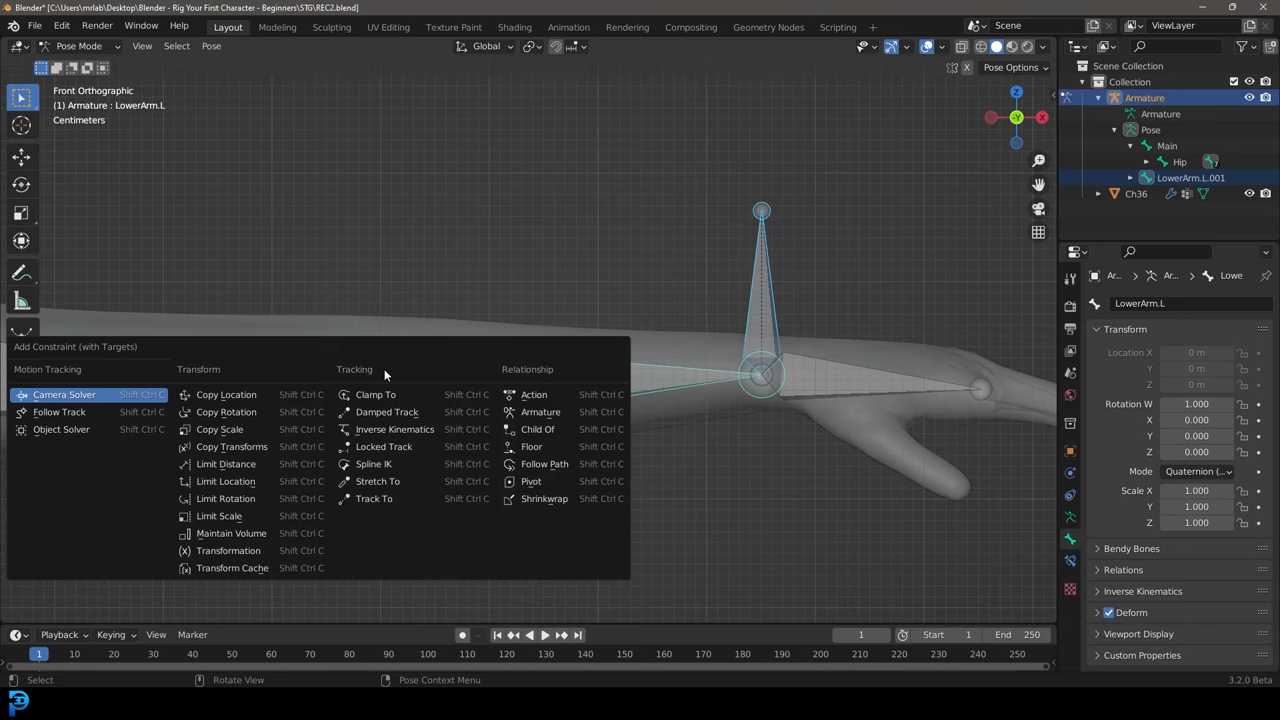 Blender* [C:\Users\mrlab\Desktop\Blender - Rig Your First Character - Beginners\STG\REC2.blend]
File Edit Render Window Help Layout Modeling Sculpting UV Editing Texture Paint Shading Animation Rendering Compositing Geometry Nodes Scripting Scene ViewLayer
Pose Mode View Select Pose Global
X Pose Options
Front Orthographic
(1) Armature : LowerArm.L
Centimeters
Z
-Y
X
Scene Collection
Collection
Armature
Armature
Pose
Main
Hip
LowerArm.L.001
Ch36
Add Constraint (with Targets)
Motion Tracking Transform Tracking Relationship
Camera Solver Shift Ctrl C Copy Location Shift Ctrl C Clamp To Shift Ctrl C Action Shift Ctrl C
Follow Track Shift Ctrl C Copy Rotation Shift Ctrl C Damped Track Shift Ctrl C Armature Shift Ctrl C
Object Solver Shift Ctrl C Copy Scale Shift Ctrl C Inverse Kinematics Shift Ctrl C Child Of Shift Ctrl C
Copy Transforms Shift Ctrl C Locked Track Shift Ctrl C Floor Shift Ctrl C
Limit Distance Shift Ctrl C Spline IK Shift Ctrl C Follow Path Shift Ctrl C
Limit Location Shift Ctrl C Stretch To Shift Ctrl C Pivot Shift Ctrl C
Limit Rotation Shift Ctrl C Track To Shift Ctrl C Shrinkwrap Shift Ctrl C
Limit Scale Shift Ctrl C
Maintain Volume Shift Ctrl C
Transformation Shift Ctrl C
Transform Cache Shift Ctrl C
Ar... Ar... Lowe
LowerArm.L
Transform
Location X 0 m
Y 0 m
Z 0 m
Rotation W 1.000
X 0.000
Y 0.000
Z 0.000
Mode Quaternion (...
Scale X 1.000
Y 1.000
Z 1.000
Bendy Bones
Relations
Inverse Kinematics
Deform
Viewport Display
Custom Properties
Playback Keying View Marker 1 Start 1 End 250
1 10 20 30 40 50 60 70 80 90 100 110 120 130 140 150 160 170 180 190 200 210 220 230 240 250
Select Rotate View Pose Context Menu 3.2.0 Beta